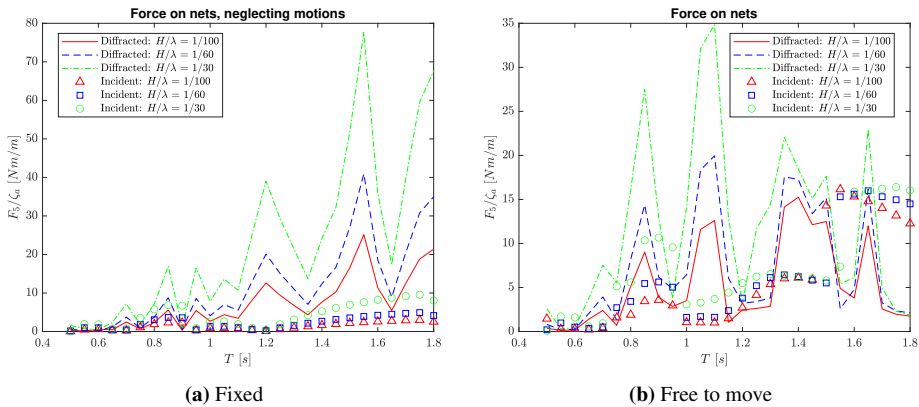 Force on nets, neglecting motions
80
70
60
50
40
30
20
10
0
F₅/ζₐ [Nm/m]
Diffracted: H/λ = 1/100
Diffracted: H/λ = 1/60
Diffracted: H/λ = 1/30
Incident: H/λ = 1/100
Incident: H/λ = 1/60
Incident: H/λ = 1/30
0.4 0.6 0.8 1 1.2 1.4 1.6 1.8
T [s]
(a) Fixed
Force on nets
35
30
25
20
15
10
5
0
F₅/ζₐ [Nm/m]
Diffracted: H/λ = 1/100
Diffracted: H/λ = 1/60
Diffracted: H/λ = 1/30
Incident: H/λ = 1/100
Incident: H/λ = 1/60
Incident: H/λ = 1/30
0.4 0.6 0.8 1 1.2 1.4 1.6 1.8
T [s]
(b) Free to move